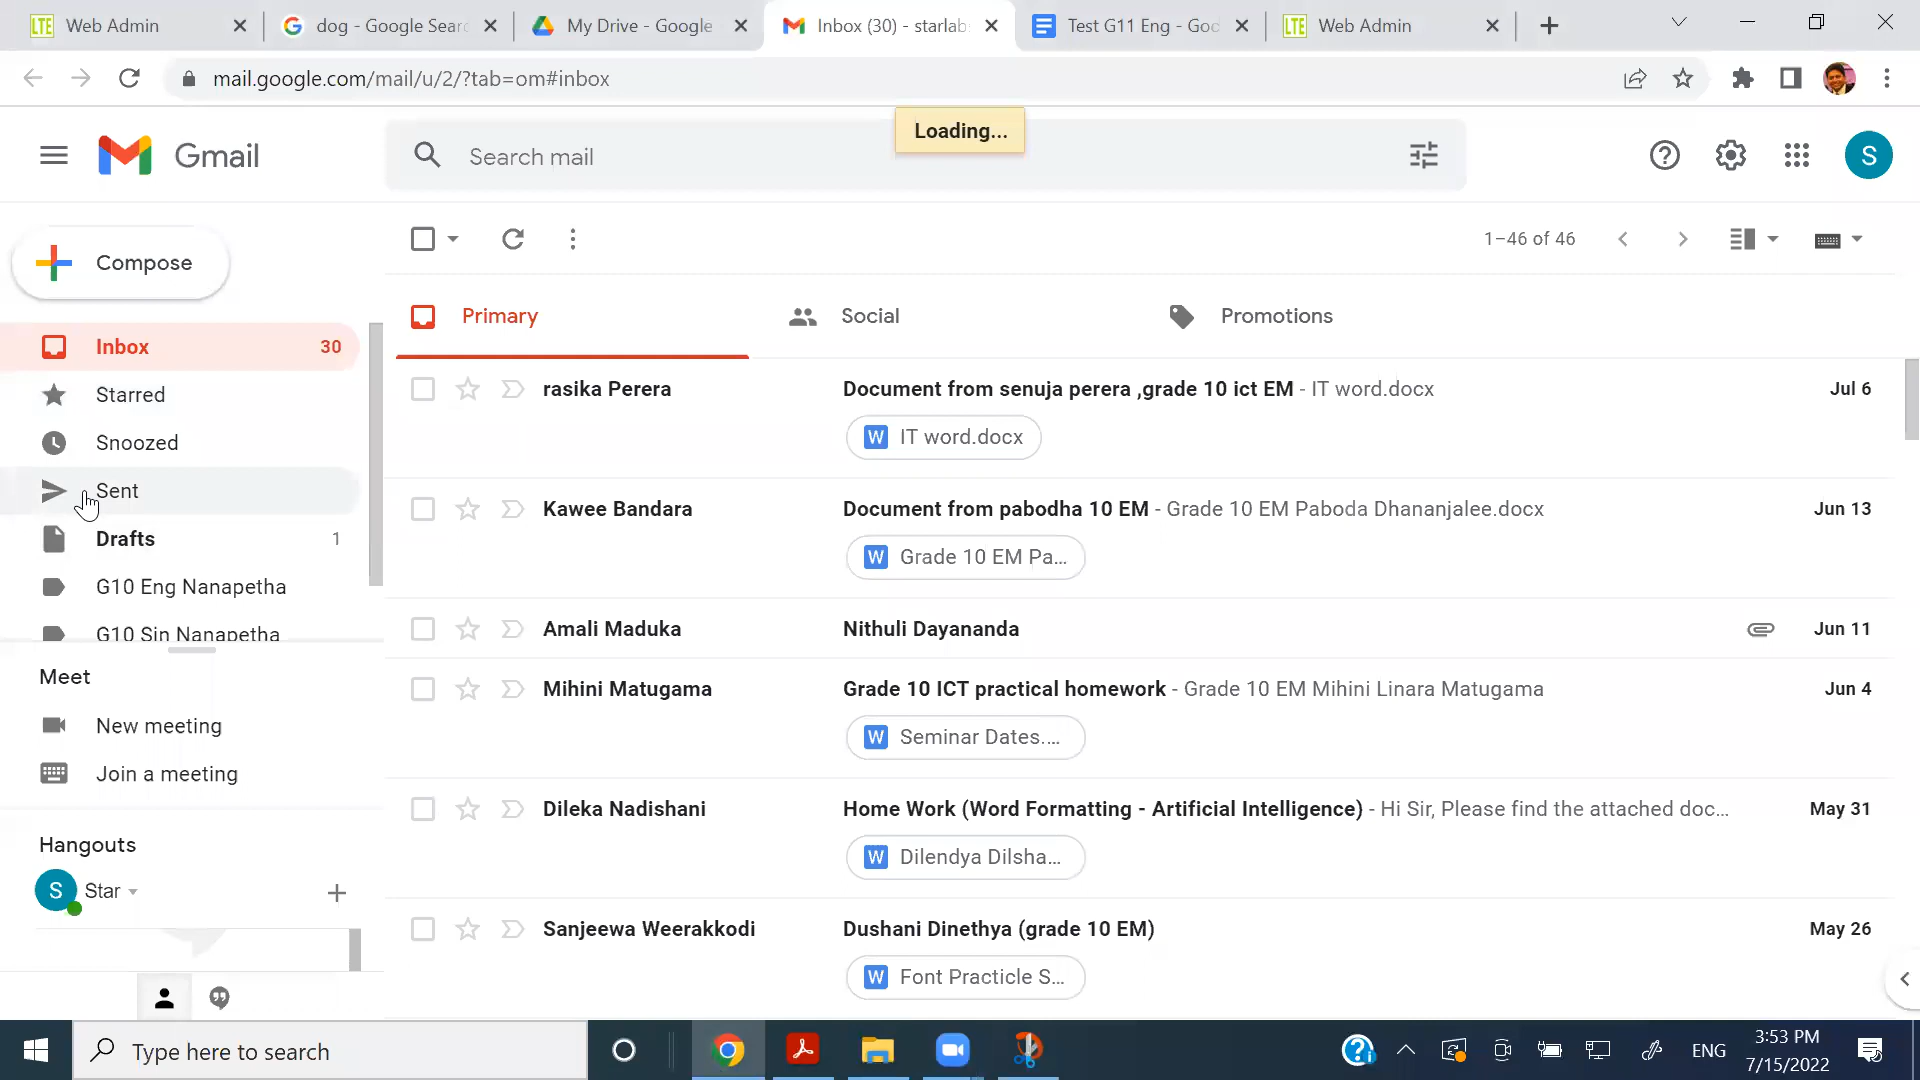 Web Admin
dog - Google Searc
My Drive - Google
Inbox (30) - starlab
Test G11 Eng - Goo
Web Admin
mail.google.com/mail/u/2/?tab=om#inbox
Loading...
Gmail
Search mail
S
Compose
1–46 of 46
Primary
Social
Promotions
Inbox 30
Starred
Snoozed
Sent
Drafts 1
G10 Eng Nanapetha
G10 Sin Nanapetha
Meet
New meeting
Join a meeting
Hangouts
S Star
rasika Perera Document from senuja perera ,grade 10 ict EM - IT word.docx Jul 6
W IT word.docx
Kawee Bandara Document from pabodha 10 EM - Grade 10 EM Paboda Dhananjalee.docx Jun 13
W Grade 10 EM Pa...
Amali Maduka Nithuli Dayananda Jun 11
Mihini Matugama Grade 10 ICT practical homework - Grade 10 EM Mihini Linara Matugama Jun 4
W Seminar Dates....
Dileka Nadishani Home Work (Word Formatting - Artificial Intelligence) - Hi Sir, Please find the attached doc... May 31
W Dilendya Dilsha...
Sanjeewa Weerakkodi Dushani Dinethya (grade 10 EM) May 26
W Font Practicle S...
Type here to search
ENG
3:53 PM
7/15/2022